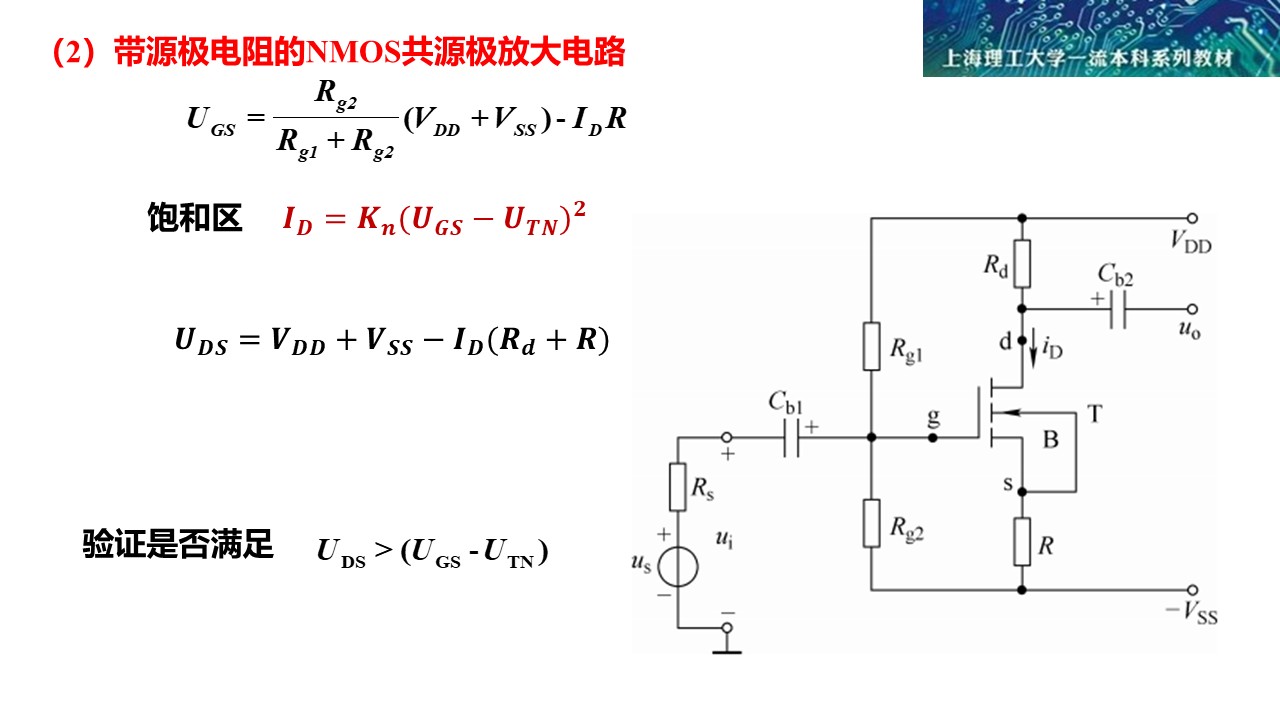 （2）带源极电阻的NMOS共源极放大电路
上海理工大学一流本科系列教材
U_GS = R_g2 / (R_g1 + R_g2) (V_DD + V_SS) - I_D R
饱和区 I_D = K_n(U_GS − U_TN)²
U_DS = V_DD + V_SS − I_D(R_d + R)
验证是否满足 U_DS > (U_GS - U_TN)
V_DD
R_d
C_b2
+
u_o
R_g1
d
i_D
C_b1
+
g
T
B
+
s
R_s
+
u_i
R_g2
R
u_s
−
−
−V_SS